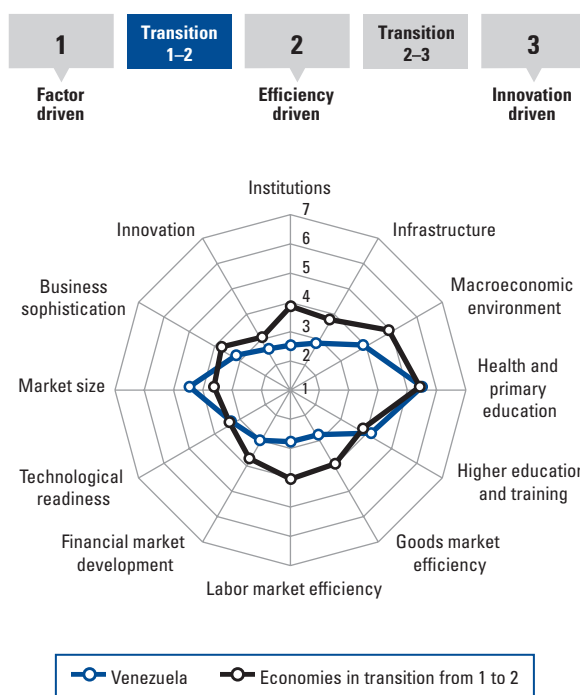 1
Transition
1–2
2
Transition
2–3
3
Factor
driven
Efficiency
driven
Innovation
driven
Institutions
Innovation
Infrastructure
Business
sophistication
Macroeconomic
environment
Market size
Health and
primary
education
Technological
readiness
Higher education
and training
Financial market
development
Goods market
efficiency
Labor market efficiency
7
6
5
4
3
2
1
Venezuela
Economies in transition from 1 to 2